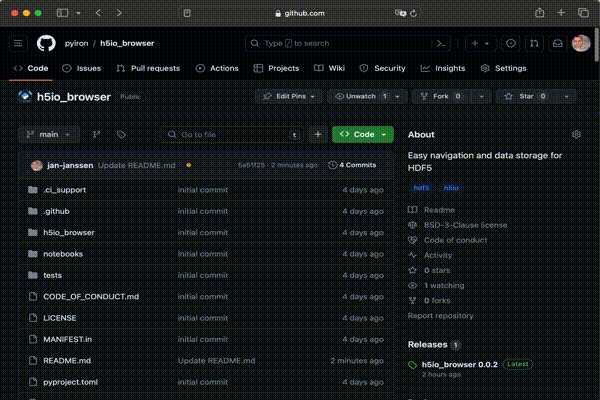 github.com
pyiron / h5io_browser
Type / to search
Code
Issues
Pull requests
Actions
Projects
Wiki
Security
Insights
Settings
h5io_browser Public
Edit Pins
Unwatch 1
Fork 0
Star 0
main
Go to file t
Code
jan-janssen Update README.md
2 minutes ago
4 Commits
.ci_support initial commit 4 days ago
.github initial commit 4 days ago
h5io_browser initial commit 4 days ago
notebooks initial commit 4 days ago
tests initial commit 4 days ago
CODE_OF_CONDUCT.md initial commit 4 days ago
LICENSE initial commit 4 days ago
MANIFEST.in initial commit 4 days ago
README.md Update README.md 2 minutes ago
pyproject.toml initial commit 4 days ago
About
Easy navigation and data storage for
HDF5
hdf5 h5io
Readme
BSD-3-Clause license
Code of conduct
Activity
0 stars
1 watching
0 forks
Report repository
Releases 1
h5io_browser 0.0.2 Latest
2 hours ago